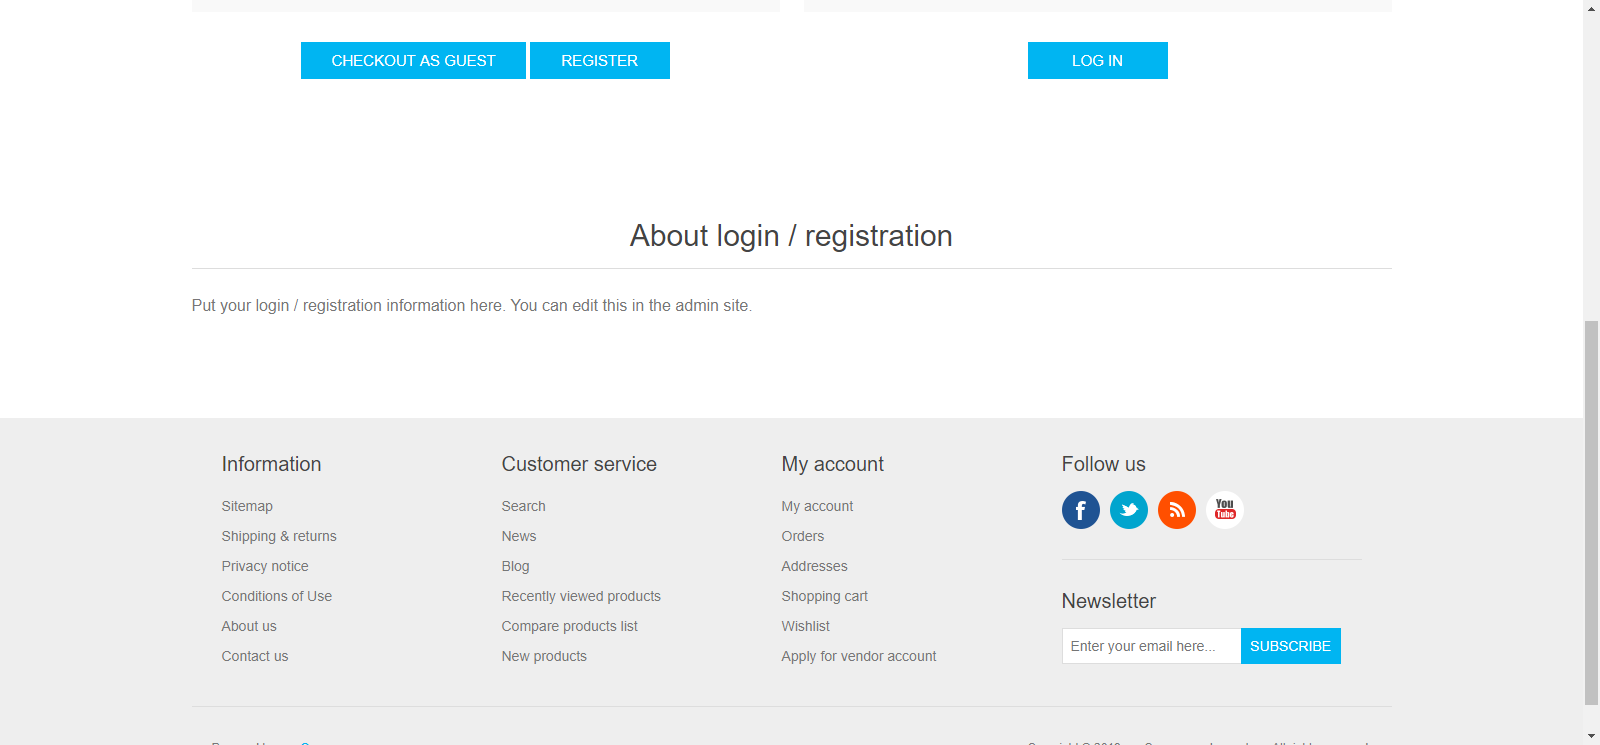 CHECKOUT AS GUEST REGISTER LOG IN
About login / registration
Put your login / registration information here. You can edit this in the admin site.
Information
Sitemap
Shipping & returns
Privacy notice
Conditions of Use
About us
Contact us
Customer service
Search
News
Blog
Recently viewed products
Compare products list
New products
My account
My account
Orders
Addresses
Shopping cart
Wishlist
Apply for vendor account
Follow us
f
You
Tube
Newsletter
Enter your email here... SUBSCRIBE